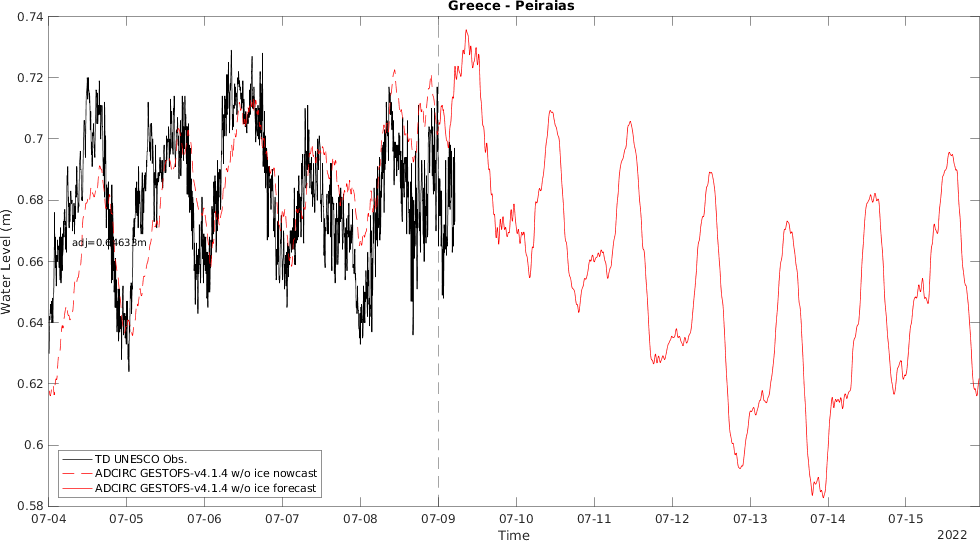 Greece - Peiraias
0.74
0.72
0.7
0.68
0.66
0.64
0.62
0.6
0.58
Water Level (m)
adj=0.64633m
TD UNESCO Obs.
ADCIRC GESTOFS-v4.1.4 w/o ice nowcast
ADCIRC GESTOFS-v4.1.4 w/o ice forecast
07-04 07-05 07-06 07-07 07-08 07-09 07-10 07-11 07-12 07-13 07-14 07-15
Time
2022